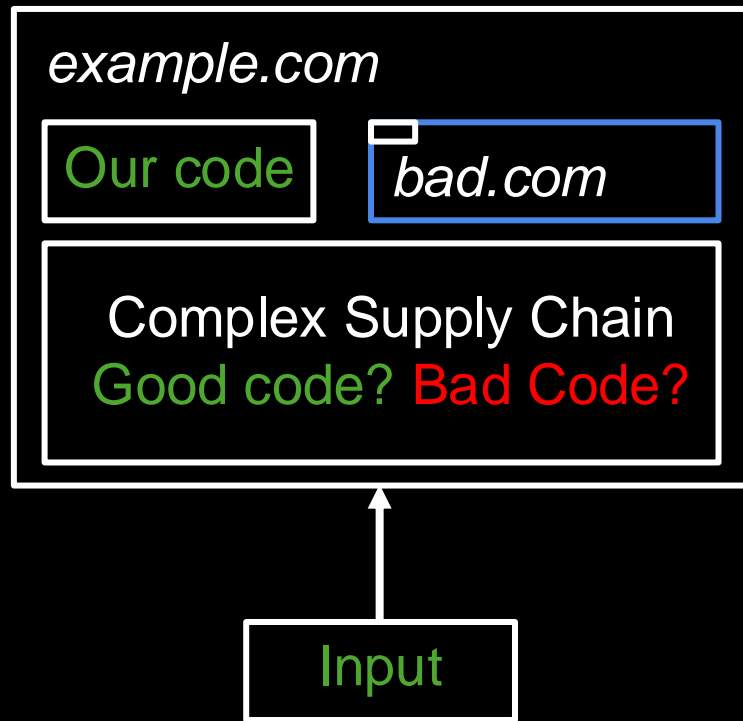 example.com
Our code
bad.com
Complex Supply Chain
Good code? Bad Code?
Input